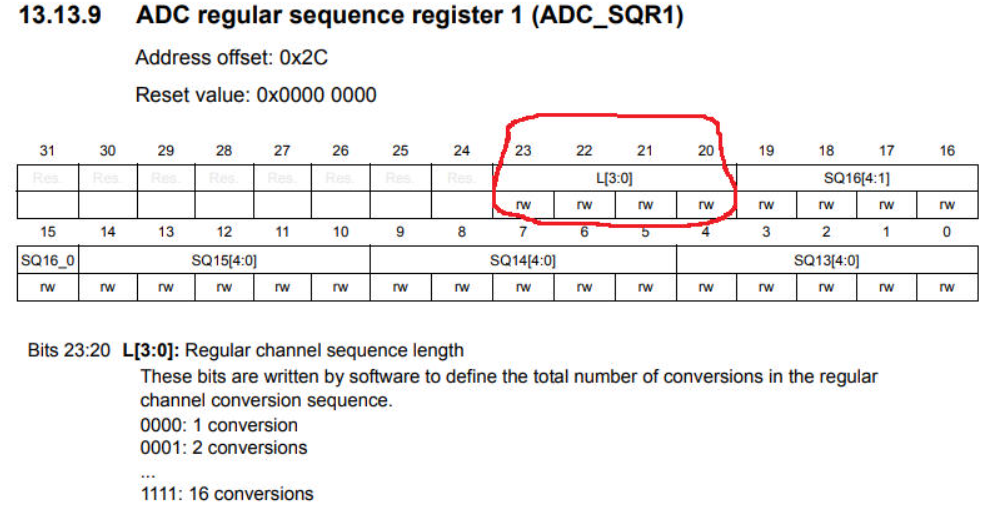 13.13.9 ADC regular sequence register 1 (ADC_SQR1)
Address offset: 0x2C
Reset value: 0x0000 0000
31 30 29 28 27 26 25 24 23 22 21 20 19 18 17 16
Res. Res. Res. Res. Res. Res. Res. Res. L[3:0] SQ16[4:1]
rw rw rw rw rw rw rw rw
15 14 13 12 11 10 9 8 7 6 5 4 3 2 1 0
SQ16_0 SQ15[4:0] SQ14[4:0] SQ13[4:0]
rw rw rw rw rw rw rw rw rw rw rw rw rw rw rw rw
Bits 23:20 L[3:0]: Regular channel sequence length
These bits are written by software to define the total number of conversions in the regular
channel conversion sequence.
0000: 1 conversion
0001: 2 conversions
...
1111: 16 conversions